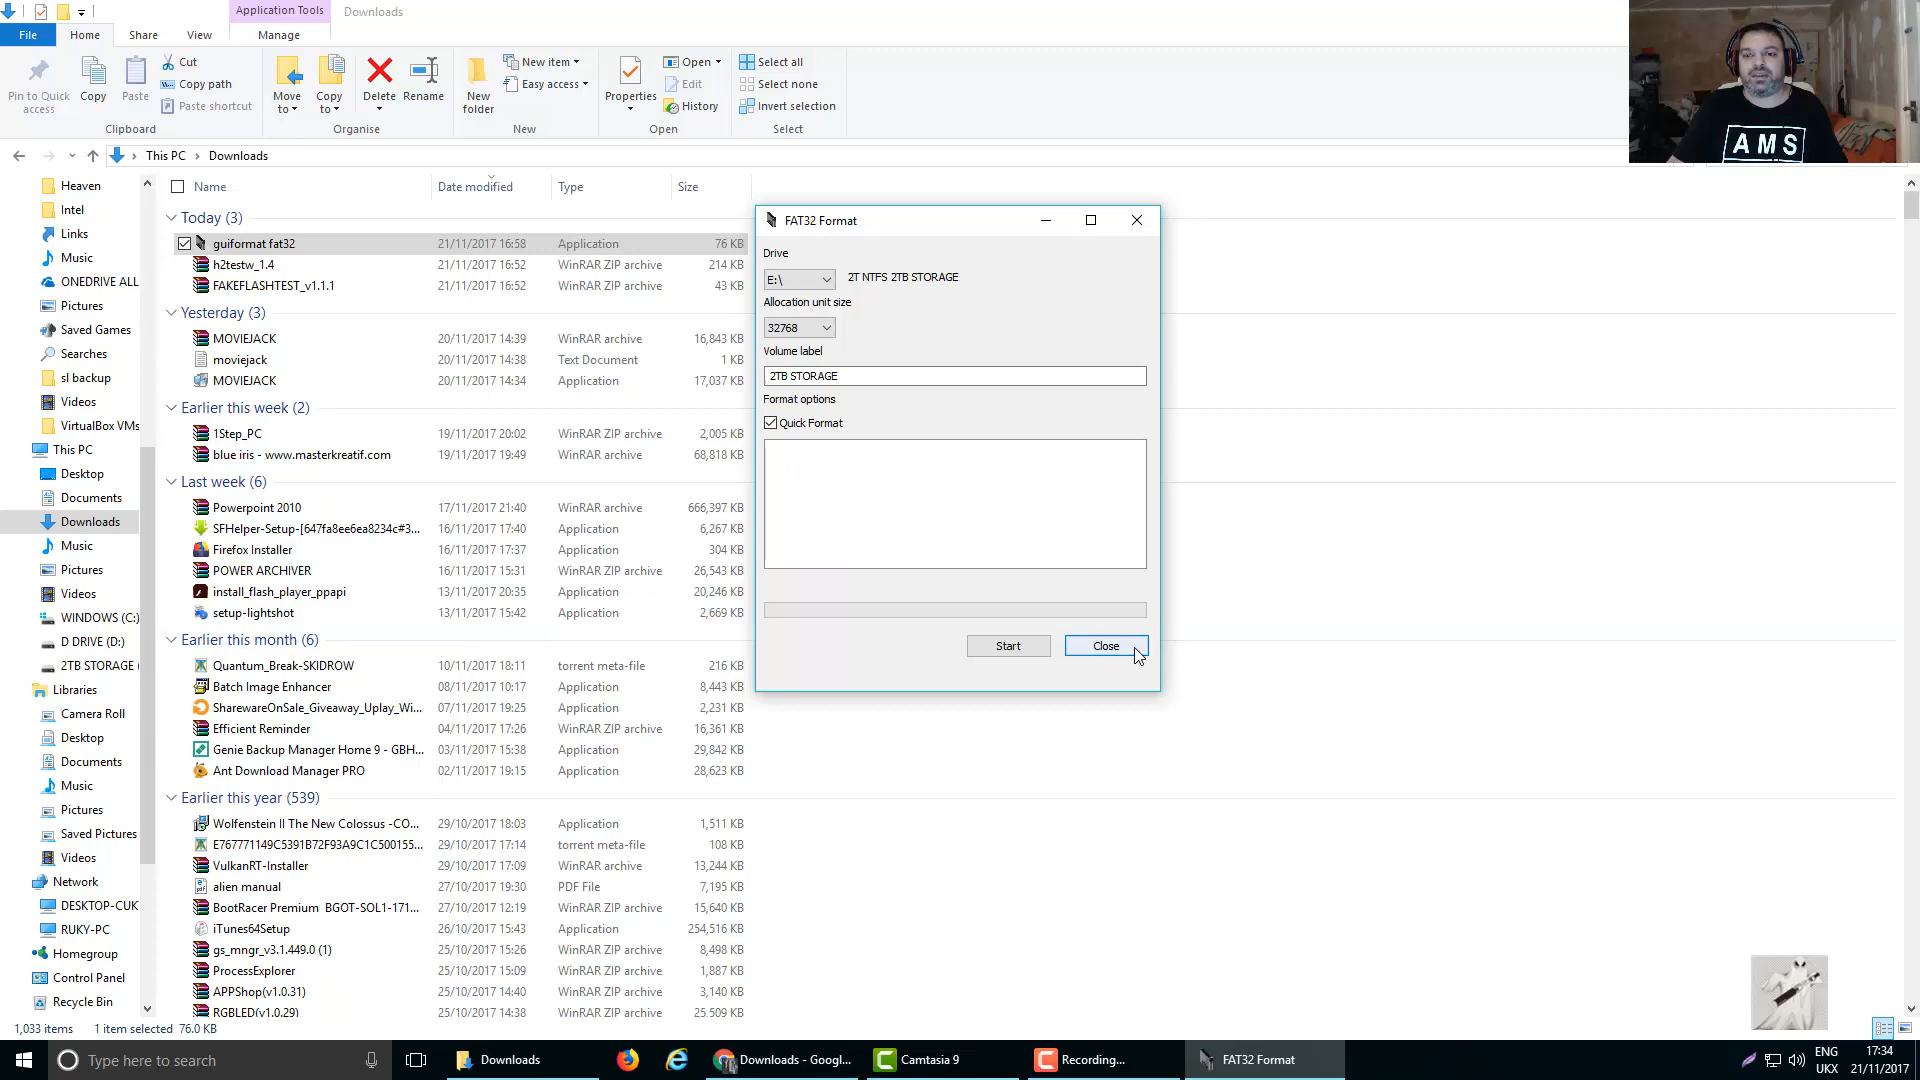 Application Tools Downloads
File Home Share View Manage
Pin to Quick access
Copy
Paste
Cut
Copy path
Paste shortcut
Clipboard
Move to
Copy to
Delete
Rename
Organise
New folder
New item
Easy access
New
Properties
Open
Edit
History
Open
Select all
Select none
Invert selection
Select
AMS
This PC Downloads
Heaven
Intel
Links
Music
ONEDRIVE ALL
Pictures
Saved Games
Searches
sl backup
Videos
VirtualBox VMs
This PC
Desktop
Documents
Downloads
Music
Pictures
Videos
WINDOWS (C:)
D DRIVE (D:)
2TB STORAGE (
Libraries
Camera Roll
Desktop
Documents
Music
Pictures
Saved Pictures
Videos
Network
DESKTOP-CUK
RUKY-PC
Homegroup
Control Panel
Recycle Bin
Name Date modified Type Size
Today (3)
guiformat fat32 21/11/2017 16:58 Application 76 KB
h2testw_1.4 21/11/2017 16:52 WinRAR ZIP archive 214 KB
FAKEFLASHTEST_v1.1.1 21/11/2017 16:52 WinRAR ZIP archive 43 KB
Yesterday (3)
MOVIEJACK 20/11/2017 14:39 WinRAR archive 16,843 KB
moviejack 20/11/2017 14:38 Text Document 1 KB
MOVIEJACK 20/11/2017 14:34 Application 17,037 KB
Earlier this week (2)
1Step_PC 19/11/2017 20:02 WinRAR ZIP archive 2,005 KB
blue iris - www.masterkreatif.com 19/11/2017 19:49 WinRAR ZIP archive 68,818 KB
Last week (6)
Powerpoint 2010 17/11/2017 21:40 WinRAR archive 666,397 KB
SFHelper-Setup-[647fa8ee6ea8234c#3... 16/11/2017 17:40 Application 6,267 KB
Firefox Installer 16/11/2017 17:37 Application 304 KB
POWER ARCHIVER 16/11/2017 15:31 WinRAR ZIP archive 26,543 KB
install_flash_player_ppapi 13/11/2017 20:35 Application 20,246 KB
setup-lightshot 13/11/2017 15:42 Application 2,669 KB
Earlier this month (6)
Quantum_Break-SKIDROW 10/11/2017 18:11 torrent meta-file 216 KB
Batch Image Enhancer 08/11/2017 10:17 Application 8,443 KB
SharewareOnSale_Giveaway_Uplay_Wi... 07/11/2017 19:25 Application 2,231 KB
Efficient Reminder 04/11/2017 17:26 WinRAR ZIP archive 16,361 KB
Genie Backup Manager Home 9 - GBH... 03/11/2017 15:38 Application 29,842 KB
Ant Download Manager PRO 02/11/2017 19:15 Application 28,623 KB
Earlier this year (539)
Wolfenstein II The New Colossus -CO... 29/10/2017 18:03 Application 1,511 KB
E767771149C5391B72F93A9C1C500155... 29/10/2017 17:14 torrent meta-file 108 KB
VulkanRT-Installer 29/10/2017 17:09 WinRAR archive 13,244 KB
alien manual 27/10/2017 19:30 PDF File 7,195 KB
BootRacer Premium BGOT-SOL1-171... 27/10/2017 12:19 WinRAR ZIP archive 15,640 KB
iTunes64Setup 26/10/2017 15:43 Application 254,516 KB
gs_mngr_v3.1.449.0 (1) 25/10/2017 15:26 WinRAR ZIP archive 8,498 KB
ProcessExplorer 25/10/2017 15:09 WinRAR ZIP archive 1,887 KB
APPShop(v1.0.31) 25/10/2017 14:40 WinRAR ZIP archive 3,140 KB
RGBLED(v1.0.29) 25/10/2017 14:38 WinRAR ZIP archive 25,509 KB
FAT32 Format
Drive
E:\ 2T NTFS 2TB STORAGE
Allocation unit size
32768
Volume label
2TB STORAGE
Format options
Quick Format
Start Close
1,033 items 1 item selected 76.0 KB
Type here to search
Downloads
Downloads - Googl...
Camtasia 9
Recording...
FAT32 Format
ENG
UKX
17:34
21/11/2017